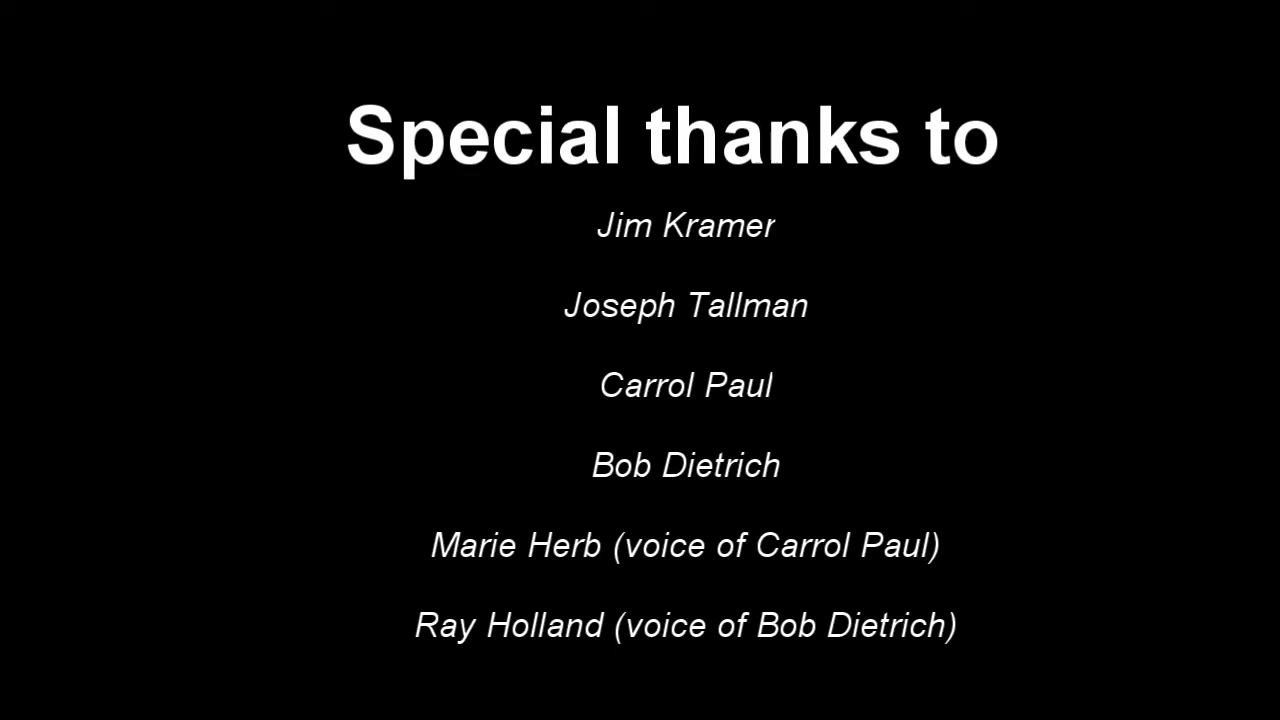 Special thanks to
Jim Kramer
Joseph Tallman
Carrol Paul
Bob Dietrich
Marie Herb (voice of Carrol Paul)
Ray Holland (voice of Bob Dietrich)